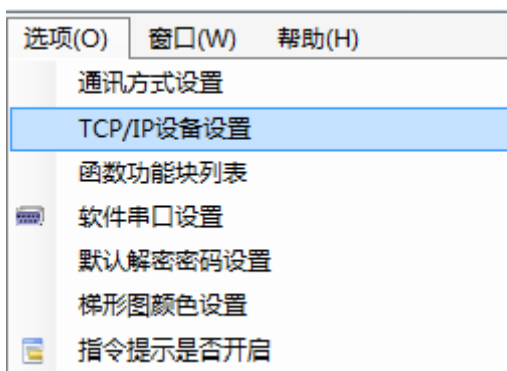 选项(O) 窗口(W) 帮助(H)
通讯方式设置
TCP/IP设备设置
函数功能块列表
软件串口设置
默认解密密码设置
梯形图颜色设置
指令提示是否开启